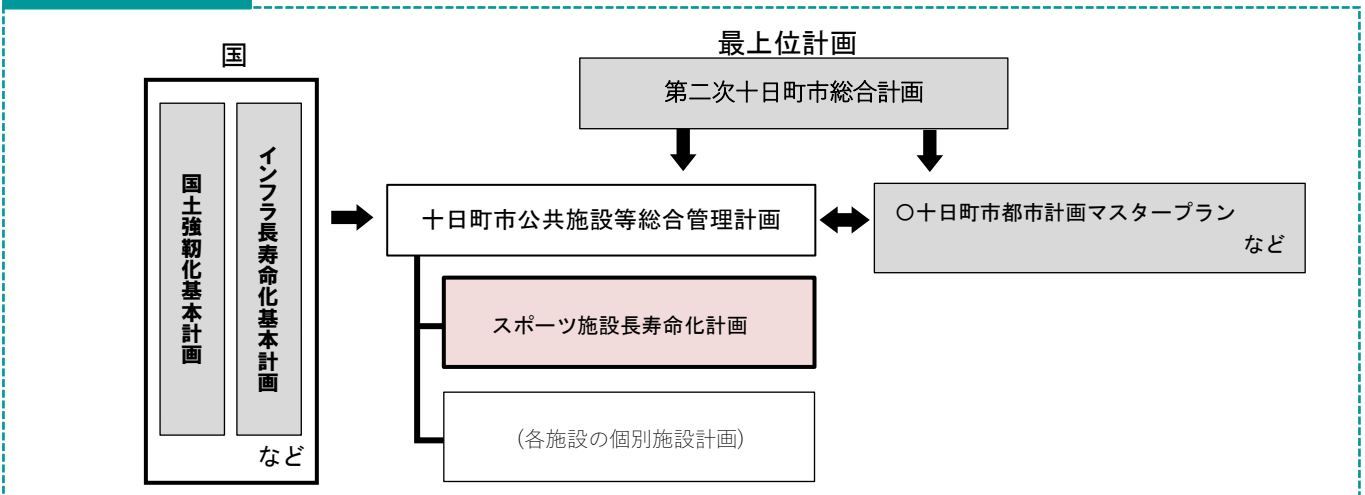 国
国土強靭化基本計画
インフラ長寿命化基本計画
など
最上位計画
第二次十日町市総合計画
十日町市公共施設等総合管理計画
〇十日町市都市計画マスタープラン
など
スポーツ施設長寿命化計画
(各施設の個別施設計画)